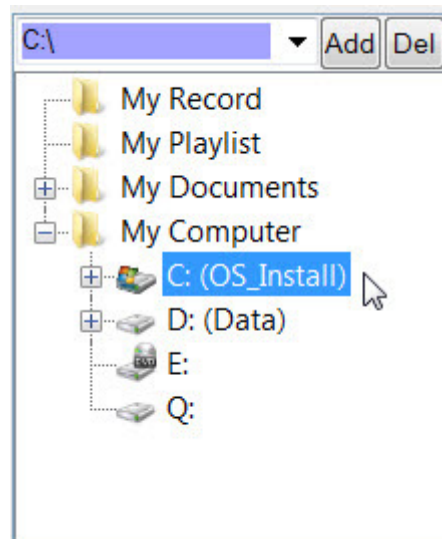 C:\ Add Del
My Record
My Playlist
My Documents
My Computer
C: (OS_Install)
D: (Data)
E:
Q: